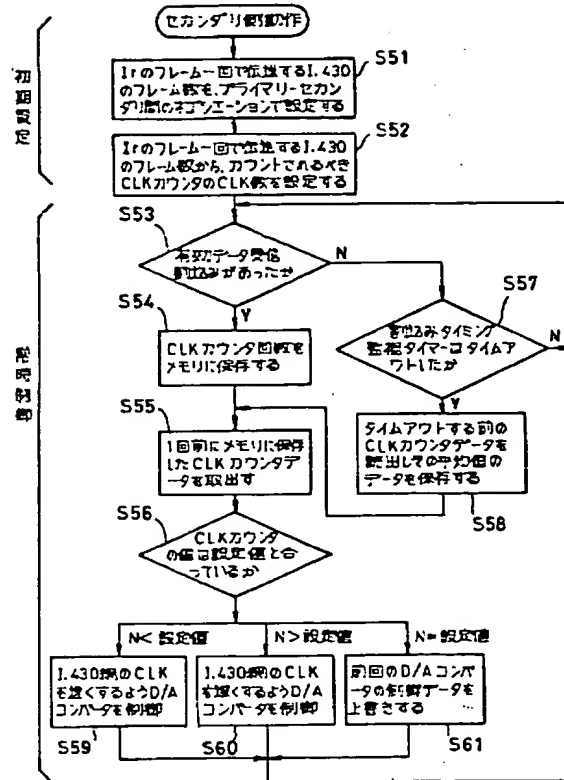 セカンダリ側動作
S51
Irのフレーム一回で伝送するI.430
のフレーム数を、プライマリーセカン
ダリ間のネゴシエーションで設定する
S52
Irのフレーム一回で伝送するI.430
のフレーム数から、カウントされるべき
CLKカウンタのCLK数を設定する
S53
有効データ受信
割込みがあったか
N
Y
S54
CLKカウンタ回数を
メモリに保存する
S57
割込みタイミング
監視タイマーはタイムア
ウトしたか
N
Y
S55
1回前にメモリに保存
したCLKカウンタデ
ータを取出す
タイムアウトする前の
CLKカウンタデータを
読出しての平均値の
データを保存する
S58
S56
CLKカウンタ
の値は設定値と合
っているか
N<設定値
N>設定値
N=設定値
I.430側のCLK
を くするようD/A
コンバータを制御
S59
I.430側のCLK
を くするようD/A
コンバータを制御
S60
前回のD/Aコンバ
ータの制御データを
上書きする
S61